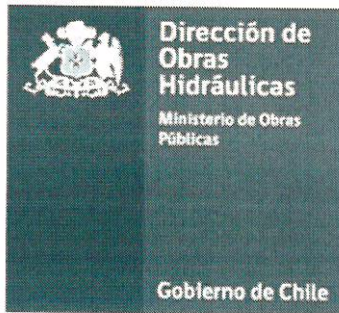 Dirección de
Obras
Hidráulicas
Ministerio de Obras
Públicas
Gobierno de Chile